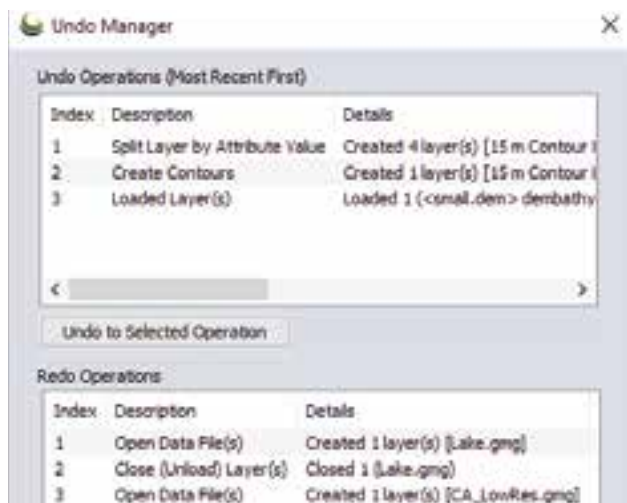 Undo Manager
Undo Operations (Most Recent First)
Index Description Details
1 Split Layer by Attribute Value Created 4 layer(s) [15 m Contour
2 Create Contours Created 1 layer(s) [15 m Contour
3 Loaded Layer(s) Loaded 1 (<small.dem> dembathy
Undo to Selected Operation
Redo Operations
Index Description Details
1 Open Data File(s) Created 1 layer(s) [Lake.gmg]
2 Close (Unload) Layer(s) Closed 1 (Lake.gmg)
3 Open Data File(s) Created 1 layer(s) [CA_LowRes.gmg]